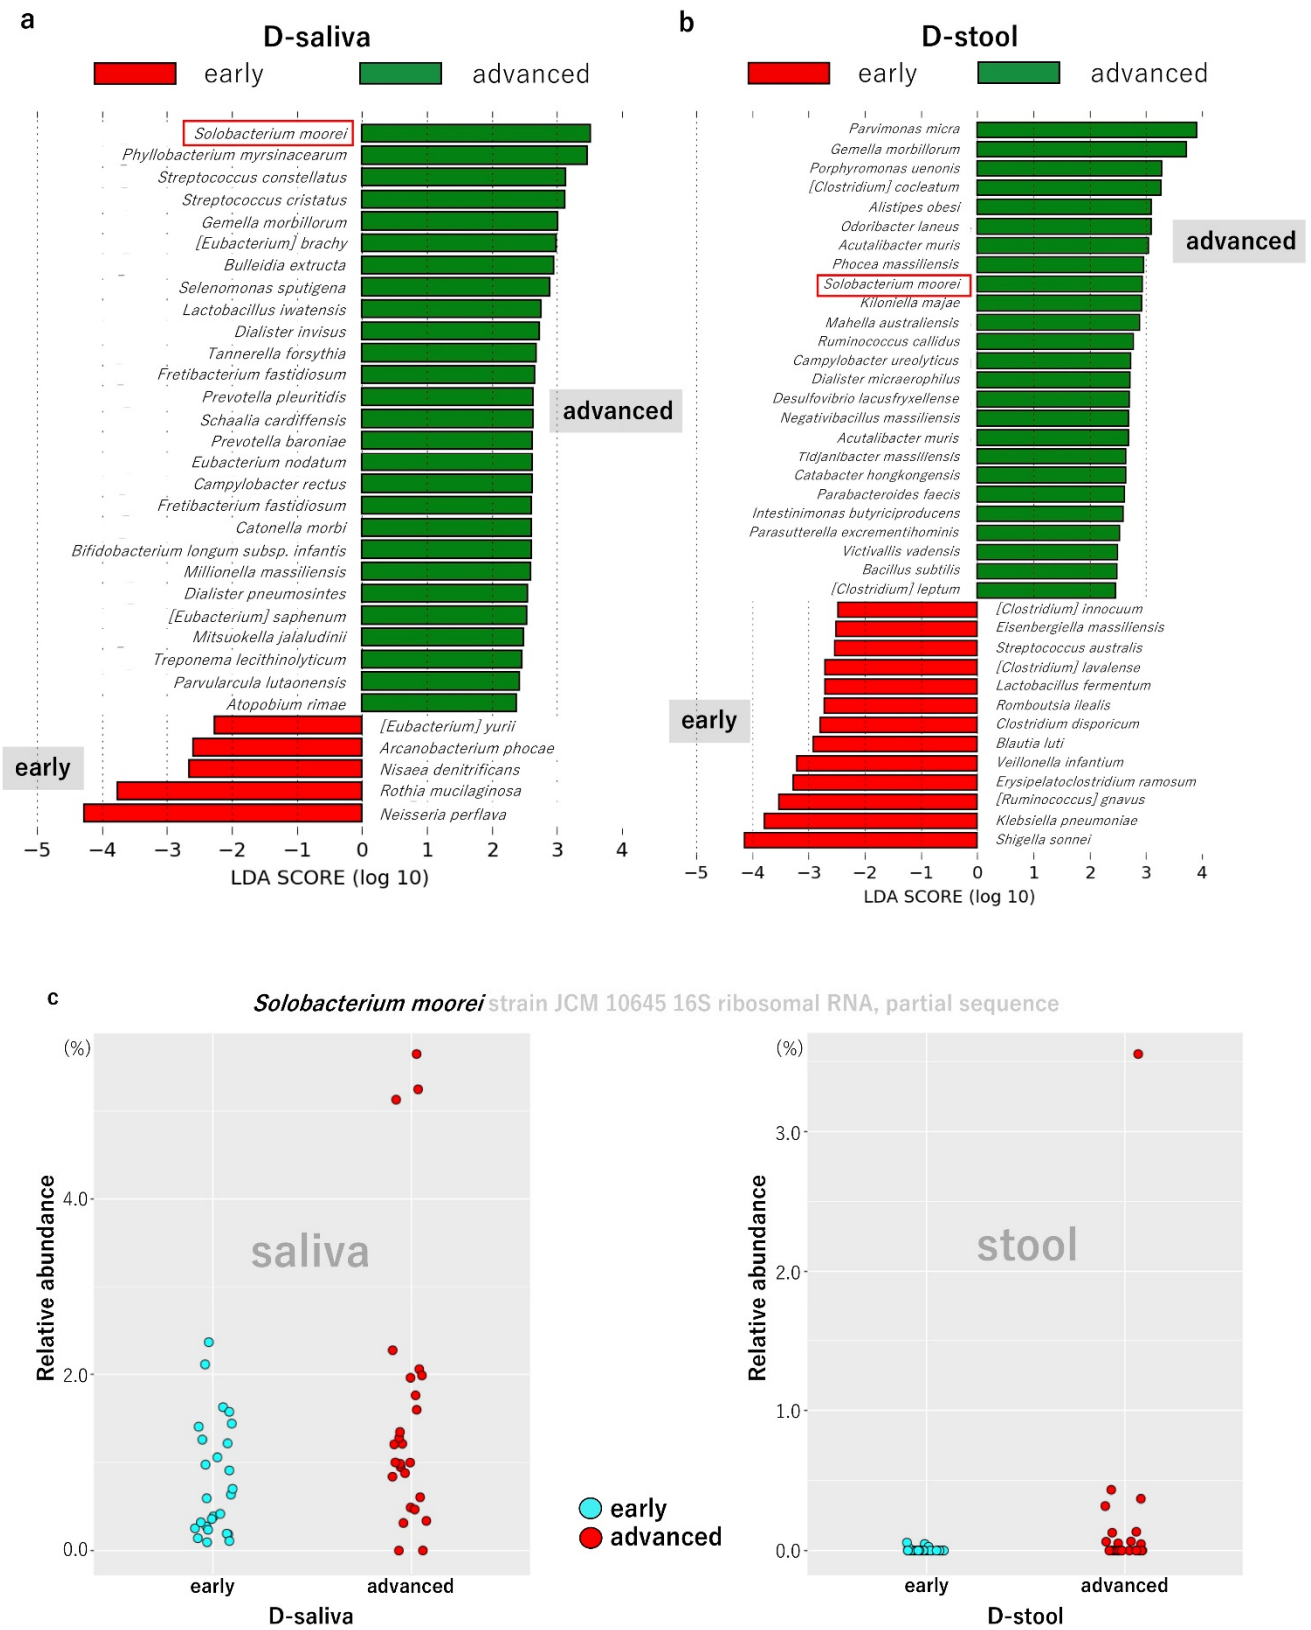 a
D-saliva
early
advanced
Solobacterium moorei
Phyllobacterium myrsinacearum
Streptococcus constellatus
Streptococcus cristatus
Gemella morbillorum
[Eubacterium] brachy
Bulleidia extructa
Selenomonas sputigena
Lactobacillus iwatensis
Dialister invisus
Tannerella forsythia
Fretibacterium fastidiosum
Prevotella pleuritidis
Schaalia cardiffensis
Prevotella baroniae
Eubacterium nodatum
Campylobacter rectus
Fretibacterium fastidiosum
Catonella morbi
Bifidobacterium longum subsp. infantis
Millionella massiliensis
Dialister pneumosintes
[Eubacterium] saphenum
Mitsuokella jalaludinii
Treponema lecithinolyticum
Parvularcula lutaonensis
Atopobium rimae
advanced
[Eubacterium] yurii
Arcanobacterium phocae
Nisaea denitrificans
Rothia mucilaginosa
Neisseria perflava
early
−5 −4 −3 −2 −1 0 1 2 3 4
LDA SCORE (log 10)
b
D-stool
early
advanced
Parvimonas micra
Gemella morbillorum
Porphyromonas uenonis
[Clostridium] cocleatum
Alistipes obesi
Odoribacter laneus
Acutalibacter muris
Phocea massiliensis
Solobacterium moorei
Kiloniella majae
Mahella australiensis
Ruminococcus callidus
Campylobacter ureolyticus
Dialister micraerophilus
Desulfovibrio lacusfryxellense
Negativibacillus massiliensis
Acutalibacter muris
Tidjanibacter massiliensis
Catabacter hongkongensis
Parabacteroides faecis
Intestinimonas butyriciproducens
Parasutterella excrementihominis
Victivallis vadensis
Bacillus subtilis
[Clostridium] leptum
advanced
[Clostridium] innocuum
Eisenbergiella massiliensis
Streptococcus australis
[Clostridium] lavalense
Lactobacillus fermentum
Romboutsia ilealis
Clostridium disporicum
Blautia luti
Veillonella infantium
Erysipelatoclostridium ramosum
[Ruminococcus] gnavus
Klebsiella pneumoniae
Shigella sonnei
early
−5 −4 −3 −2 −1 0 1 2 3 4
LDA SCORE (log 10)
c
Solobacterium moorei strain JCM 10645 16S ribosomal RNA, partial sequence
(%)
4.0
2.0
0.0
Relative abundance
saliva
early advanced
D-saliva
early
advanced
(%)
3.0
2.0
1.0
0.0
Relative abundance
stool
early advanced
D-stool